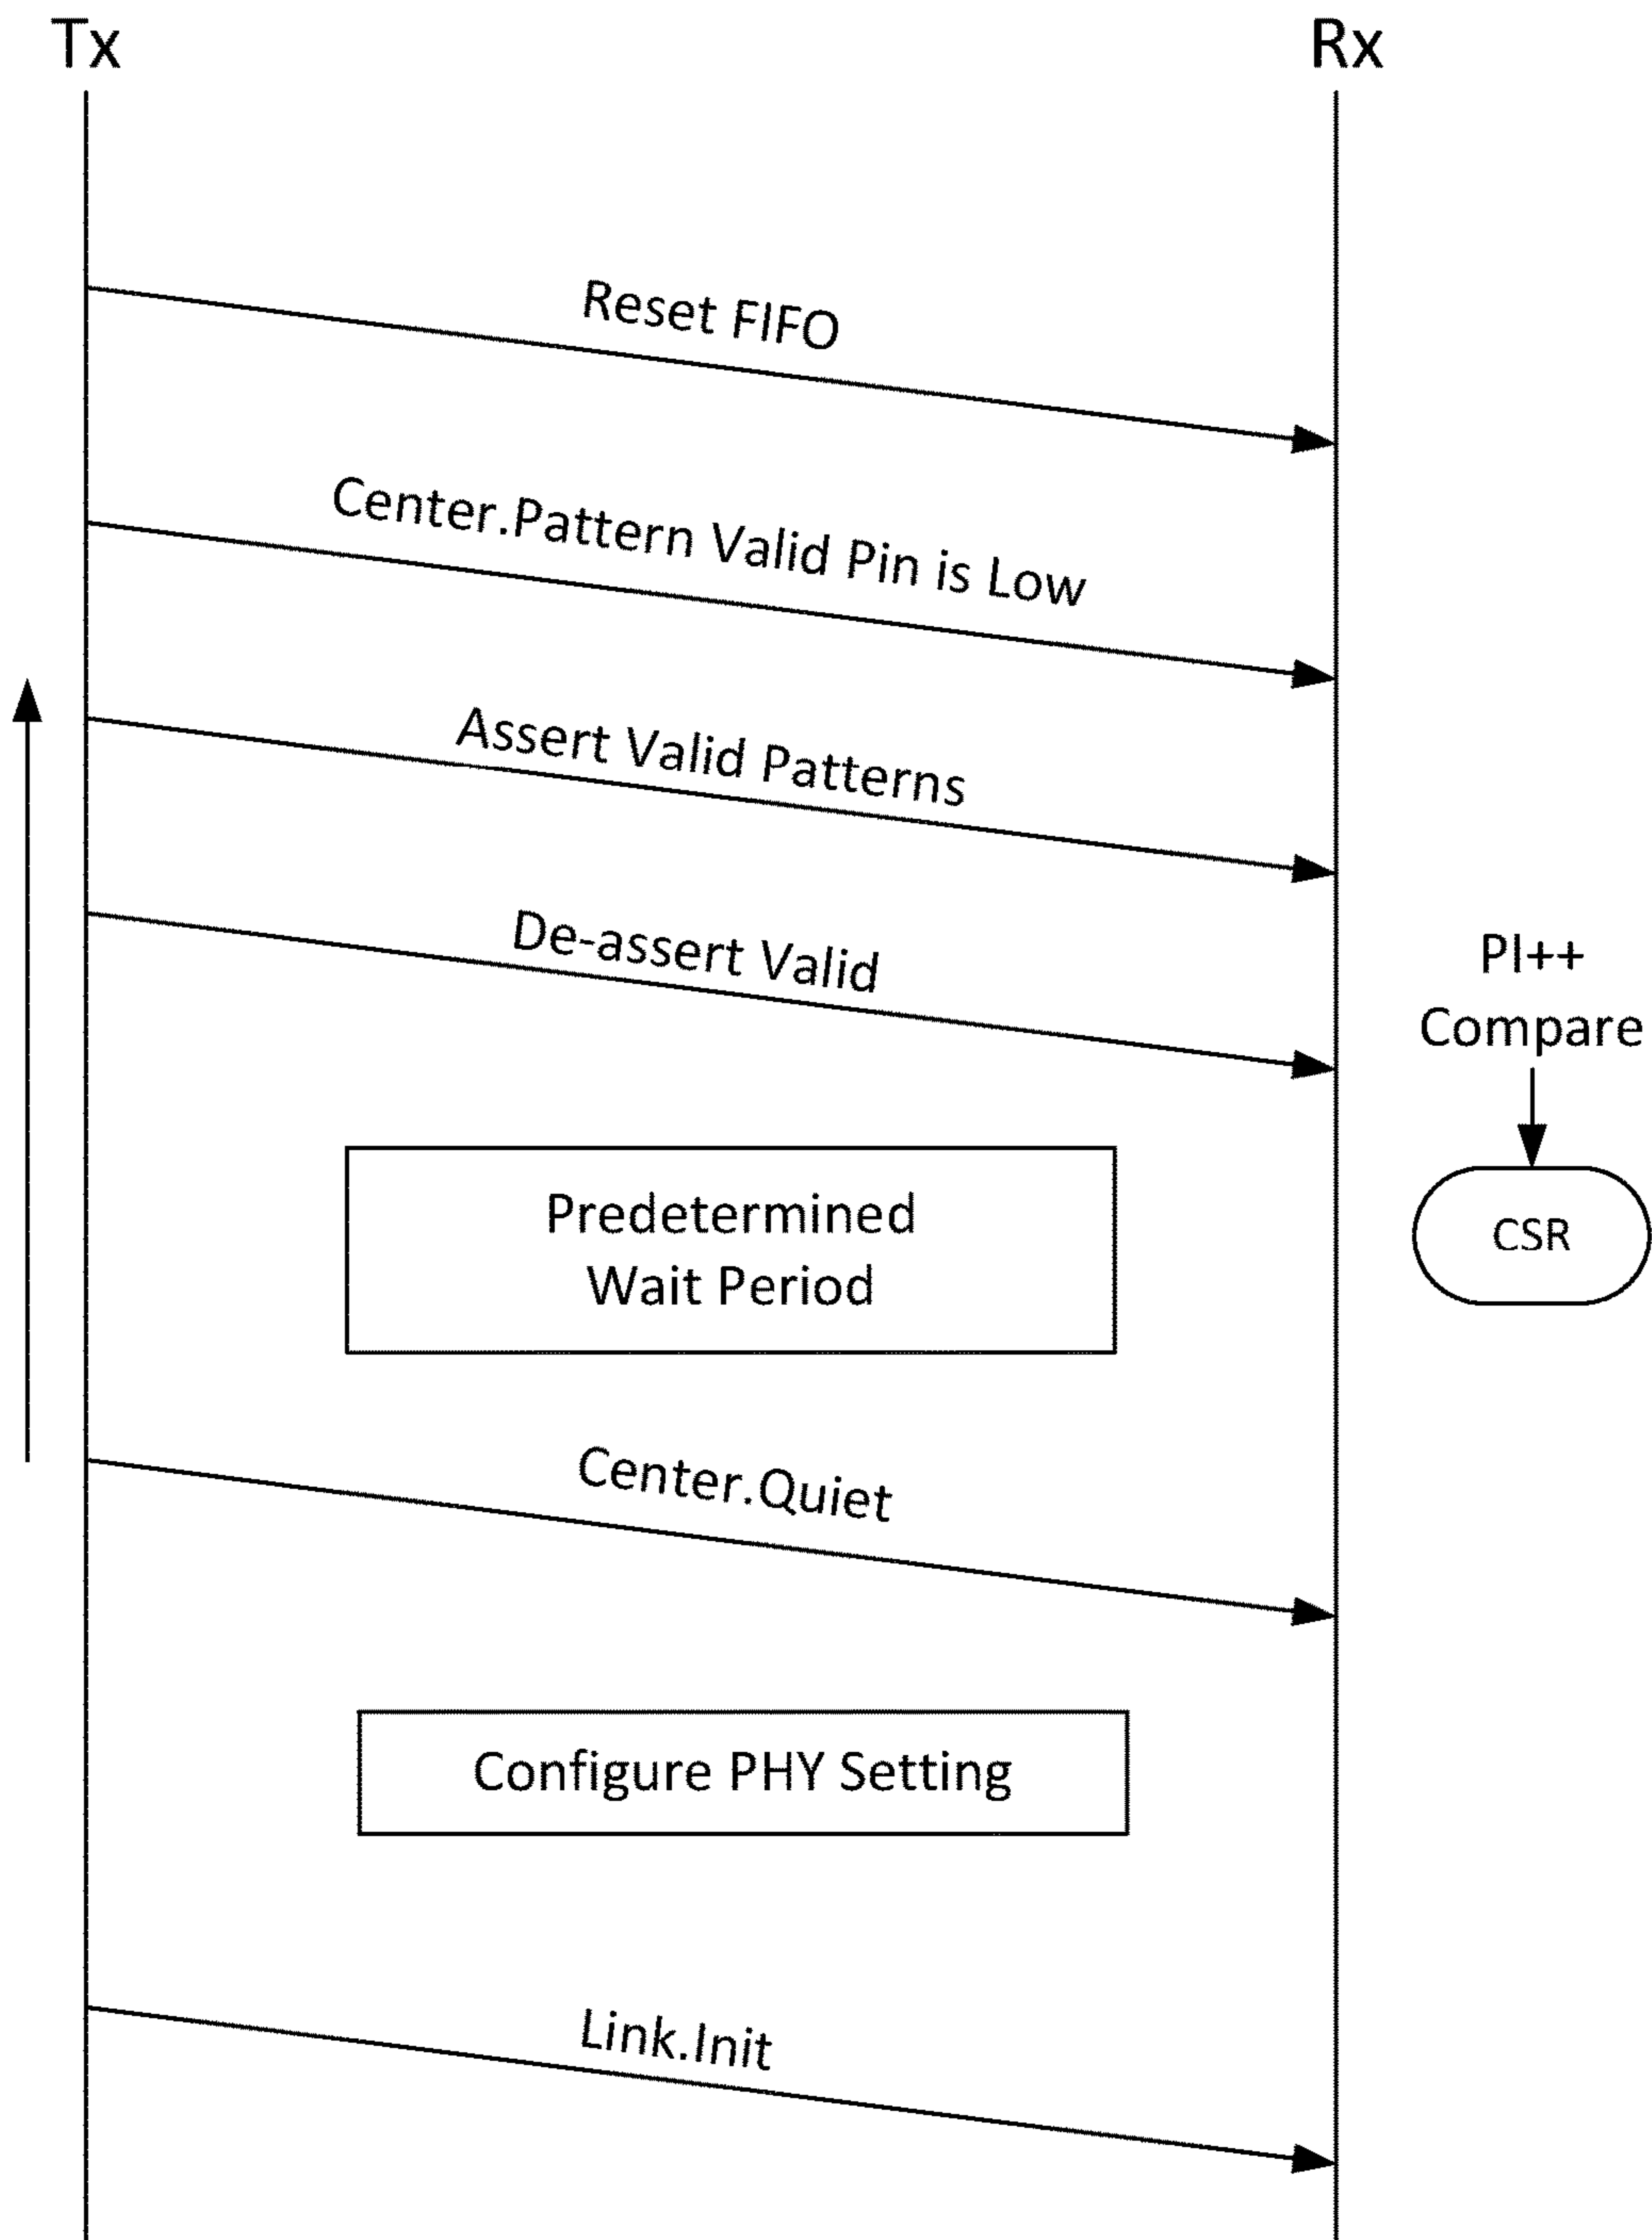 Tx
Rx
Reset FIFO
Center.Pattern Valid Pin is Low
Assert Valid Patterns
De-assert Valid
PI++
Compare
CSR
Predetermined
Wait Period
Center.Quiet
Configure PHY Setting
Link.Init